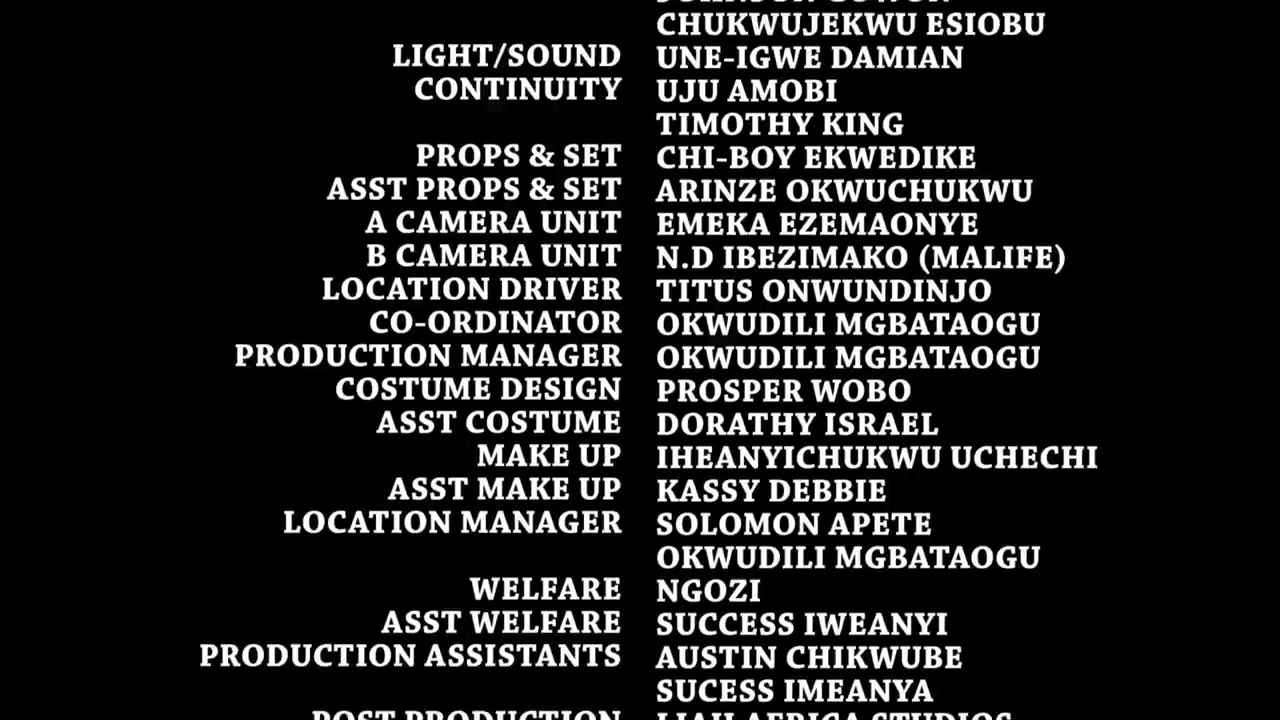 CHUKWUJEKWU ESIOBU
LIGHT/SOUND UNE-IGWE DAMIAN
CONTINUITY UJU AMOBI
TIMOTHY KING
PROPS & SET CHI-BOY EKWEDIKE
ASST PROPS & SET ARINZE OKWUCHUKWU
A CAMERA UNIT EMEKA EZEMAONYE
B CAMERA UNIT N.D IBEZIMAKO (MALIFE)
LOCATION DRIVER TITUS ONWUNDINJO
CO-ORDINATOR OKWUDILI MGBATAOGU
PRODUCTION MANAGER OKWUDILI MGBATAOGU
COSTUME DESIGN PROSPER WOBO
ASST COSTUME DORATHY ISRAEL
MAKE UP IHEANYICHUKWU UCHECHI
ASST MAKE UP KASSY DEBBIE
LOCATION MANAGER SOLOMON APETE
OKWUDILI MGBATAOGU
WELFARE NGOZI
ASST WELFARE SUCCESS IWEANYI
PRODUCTION ASSISTANTS AUSTIN CHIKWUBE
SUCESS IMEANYA
POST PRODUCTION AFRICA STUDIOS